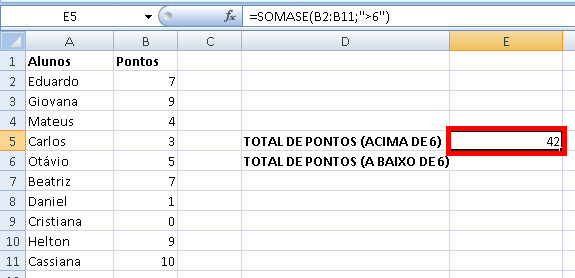 E5 fx =SOMASE(B2:B11;">6")
A B C D E
1 Alunos Pontos
2 Eduardo 7
3 Giovana 9
4 Mateus 4
5 Carlos 3 TOTAL DE PONTOS (ACIMA DE 6) 42
6 Otávio 5 TOTAL DE PONTOS (A BAIXO DE 6)
7 Beatriz 7
8 Daniel 1
9 Cristiana 0
10 Helton 9
11 Cassiana 10